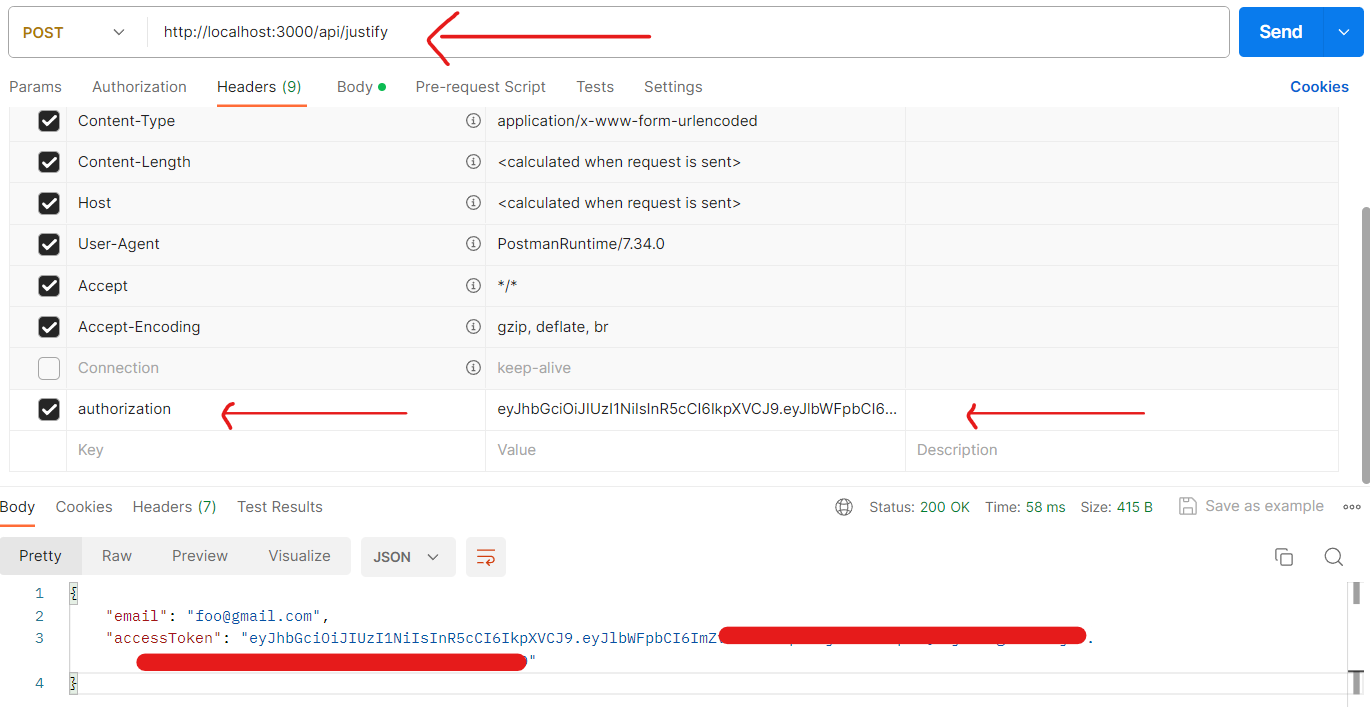 POST http://localhost:3000/api/justify Send
Params Authorization Headers (9) Body Pre-request Script Tests Settings Cookies
Content-Type application/x-www-form-urlencoded
Content-Length <calculated when request is sent>
Host <calculated when request is sent>
User-Agent PostmanRuntime/7.34.0
Accept */*
Accept-Encoding gzip, deflate, br
Connection keep-alive
authorization eyJhbGciOiJIUzI1NiIsInR5cCI6IkpXVCJ9.eyJlbWFpbCI6...
Key Value Description
Body Cookies Headers (7) Test Results Status: 200 OK Time: 58 ms Size: 415 B Save as example
Pretty Raw Preview Visualize JSON
1 {
2 "email": "foo@gmail.com",
3 "accessToken": "eyJhbGciOiJIUzI1NiIsInR5cCI6IkpXVCJ9.eyJlbWFpbCI6ImZ .
"
4 }